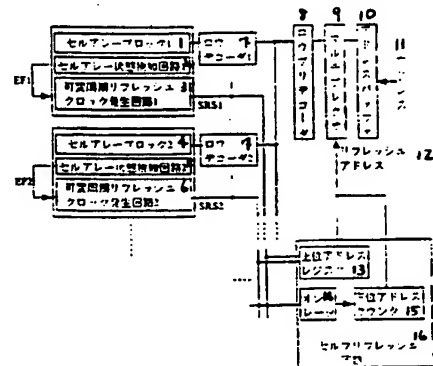 セルアレーブロック1 1
セルアレー状態検知回路1
可変周期リフレッシュ 3
クロック発生回路1
ロウ 7
デコーダ1
EF1
SRS1
セルアレーブロック2 4
セルアレー状態検知回路2
可変周期リフレッシュ 6
クロック発生回路2
ロウ
デコーダ2
EF2
SRS2
8
ロウプリデコーダ
9
マルチプレクサ
10
アドレスバッファ
11
アドレス
リフレッシュ
アドレス
12
上位アドレス
レジスタ 13
下位アドレス
カウンタ 15
16
セルフリフレッシュ